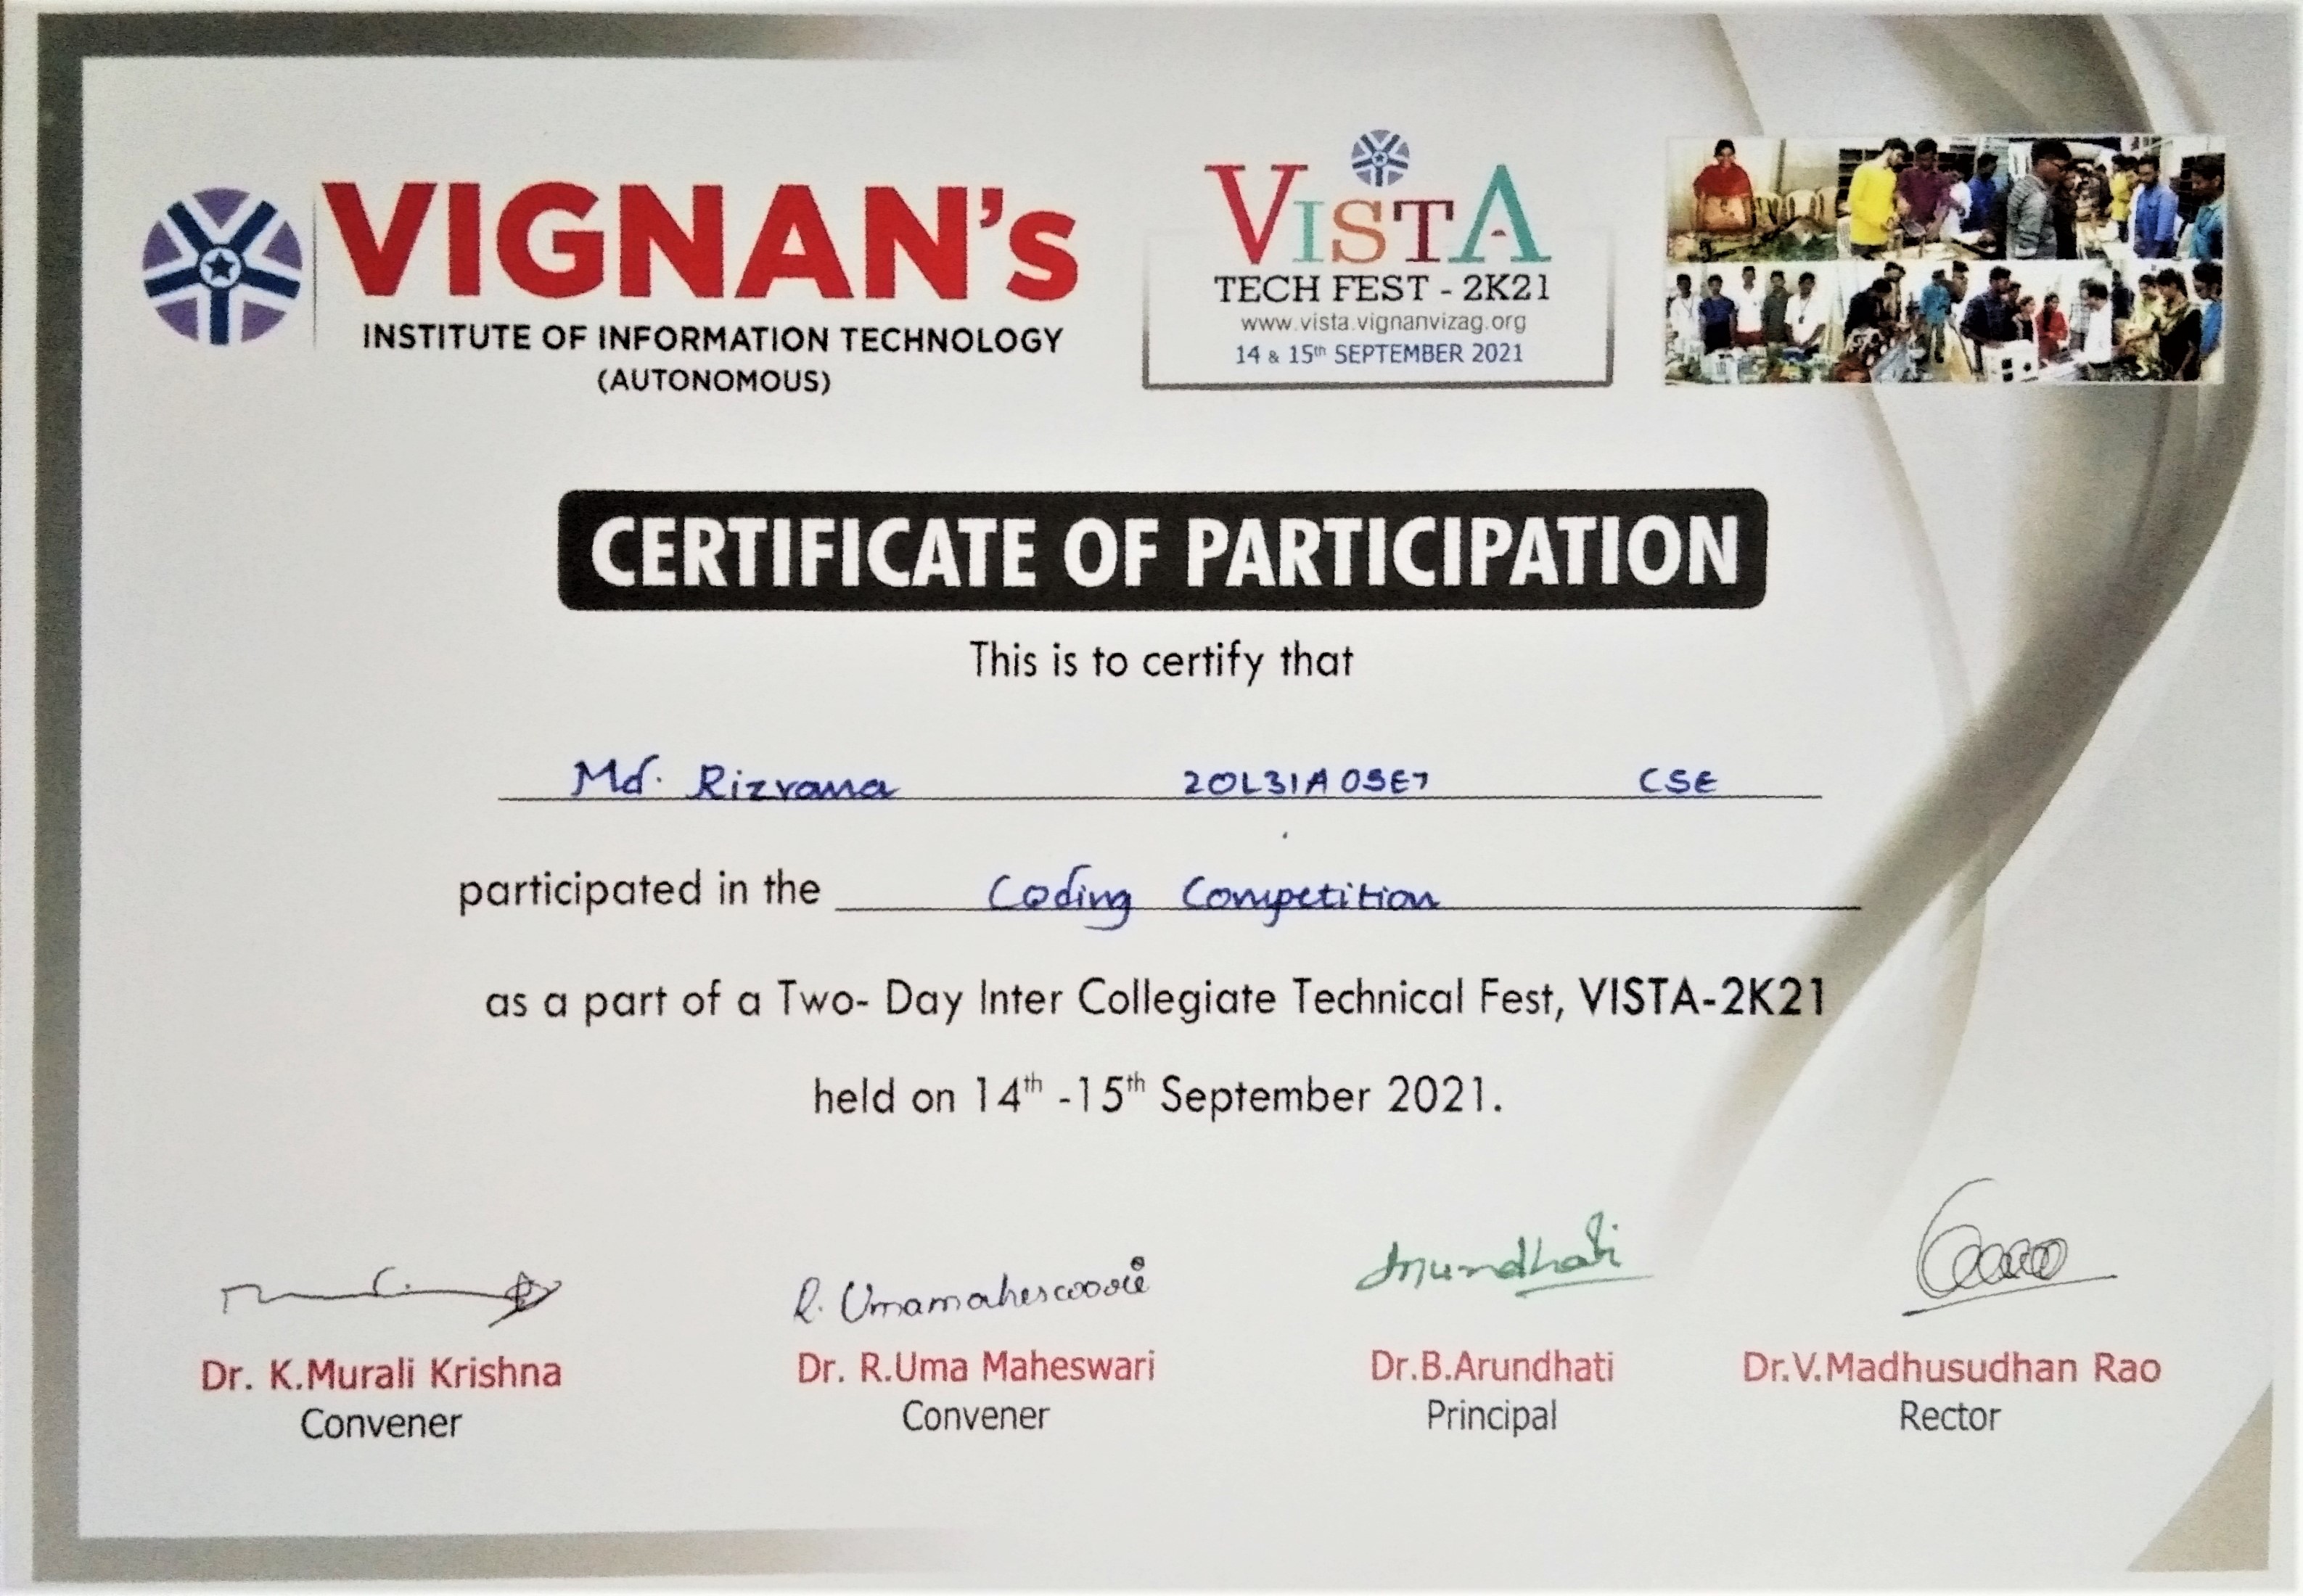 VIGNAN's
INSTITUTE OF INFORMATION TECHNOLOGY
(AUTONOMOUS)
VISTA
TECH FEST - 2K21
www.vista.vignanvizag.org
14 & 15th SEPTEMBER 2021
CERTIFICATE OF PARTICIPATION
This is to certify that
Md. Rizvana 20L31A05E7 CSE
participated in the Coding Competition
as a part of a Two- Day Inter Collegiate Technical Fest, VISTA-2K21
held on 14th -15th September 2021.
R. Umamaheswari Arundhati
Dr. K.Murali Krishna Dr. R.Uma Maheswari Dr.B.Arundhati Dr.V.Madhusudhan Rao
Convener Convener Principal Rector